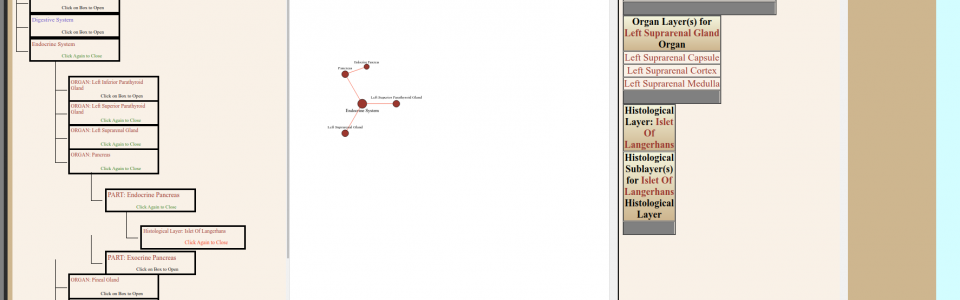 Click on Box to Open
Digestive System
Click on Box to Open
Endocrine System
Click Again to Close
ORGAN: Left Inferior Parathyroid
Gland
Click on Box to Open
ORGAN: Left Superior Parathyroid
Gland
Click Again to Close
ORGAN: Left Suprarenal Gland
Click Again to Close
ORGAN: Pancreas
Click Again to Close
PART: Endocrine Pancreas
Click Again to Close
Histological Layer: Islet Of Langerhans
Click Again to Close
PART: Exocrine Pancreas
Click on Box to Open
ORGAN: Pineal Gland
Click on Box to Open
Pancreas
Left Superior Parathyroid Gland
Endocrine System
Left Suprarenal Gland
Organ Layer(s) for
Left Suprarenal Gland
Organ
Left Suprarenal Capsule
Left Suprarenal Cortex
Left Suprarenal Medulla
Histological
Layer: Islet
Of
Langerhans
Histological
Sublayer(s)
for Islet Of
Langerhans
Histological
Layer